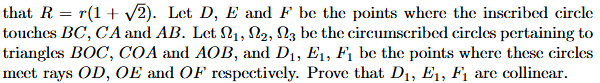 that R = r(1 + √2). Let D, E and F be the points where the inscribed circle
touches BC, CA and AB. Let Ω₁, Ω₂, Ω₃ be the circumscribed circles pertaining to
triangles BOC, COA and AOB, and D₁, E₁, F₁ be the points where these circles
meet rays OD, OE and OF respectively. Prove that D₁, E₁, F₁ are collinear.